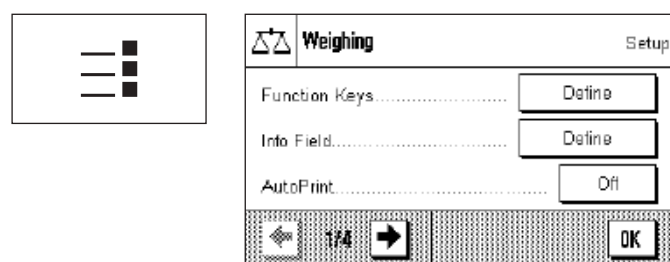 Weighing Setup
Function Keys........................ Define
Info Field................................ Define
AutoPrint..................................... Off
1/4 OK